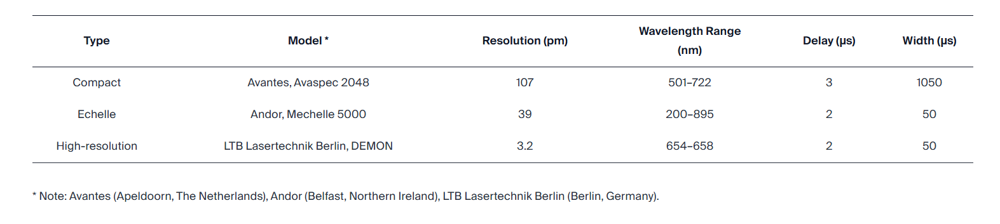 Type Model * Resolution (pm) Wavelength Range (nm) Delay (µs) Width (µs)
Compact Avantes, Avaspec 2048 107 501–722 3 1050
Echelle Andor, Mechelle 5000 39 200–895 2 50
High-resolution LTB Lasertechnik Berlin, DEMON 3.2 654–658 2 50
* Note: Avantes (Apeldoorn, The Netherlands), Andor (Belfast, Northern Ireland), LTB Lasertechnik Berlin (Berlin, Germany).